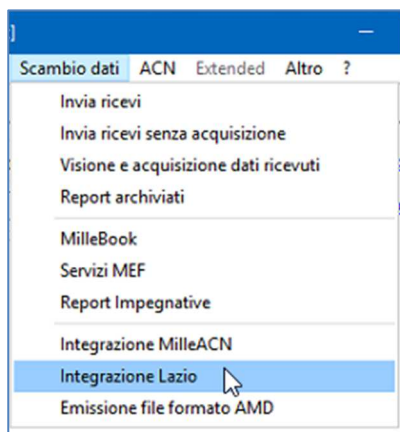 ]
Scambio dati ACN Extended Altro ?
Invia ricevi
Invia ricevi senza acquisizione
Visione e acquisizione dati ricevuti
Report archiviati
MilleBook
Servizi MEF
Report Impegnative
Integrazione MilleACN
Integrazione Lazio
Emissione file formato AMD